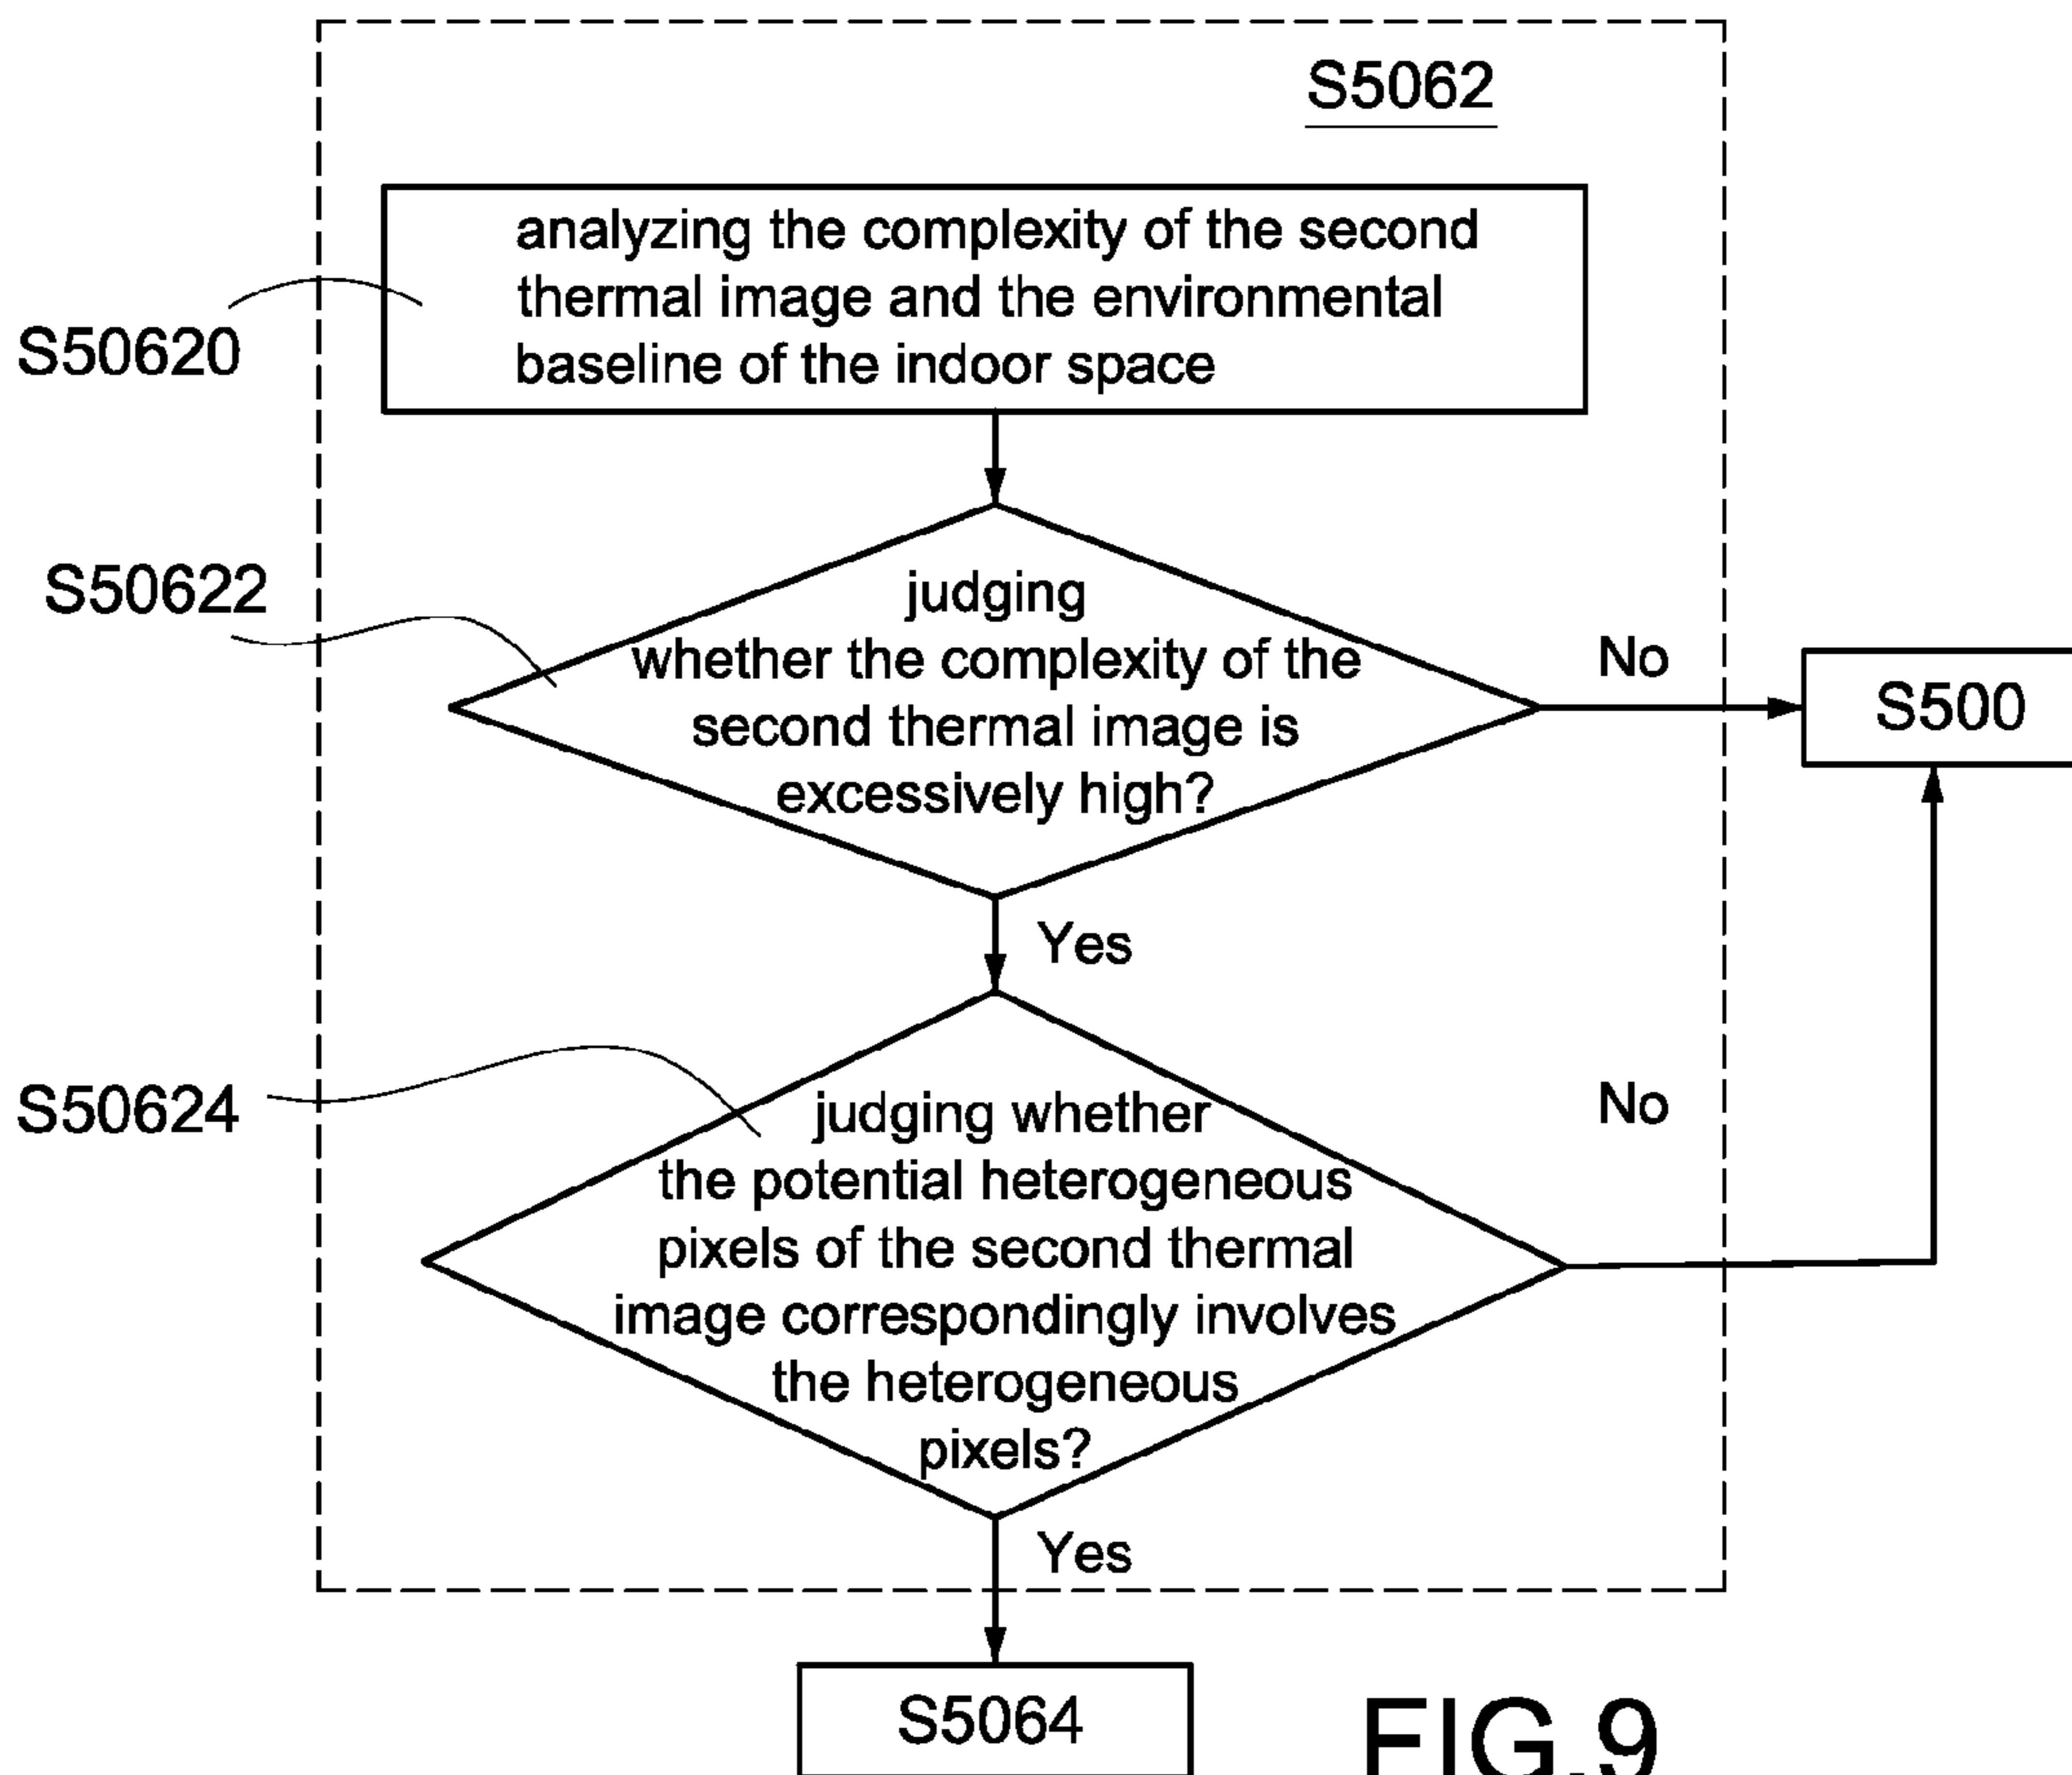 S5062
analyzing the complexity of the second
thermal image and the environmental
baseline of the indoor space
S50620
S50622
judging
whether the complexity of the
second thermal image is
excessively high?
No
S500
Yes
S50624
judging whether
the potential heterogeneous
pixels of the second thermal
image correspondingly involves
the heterogeneous
pixels?
No
Yes
S5064
FIG.9